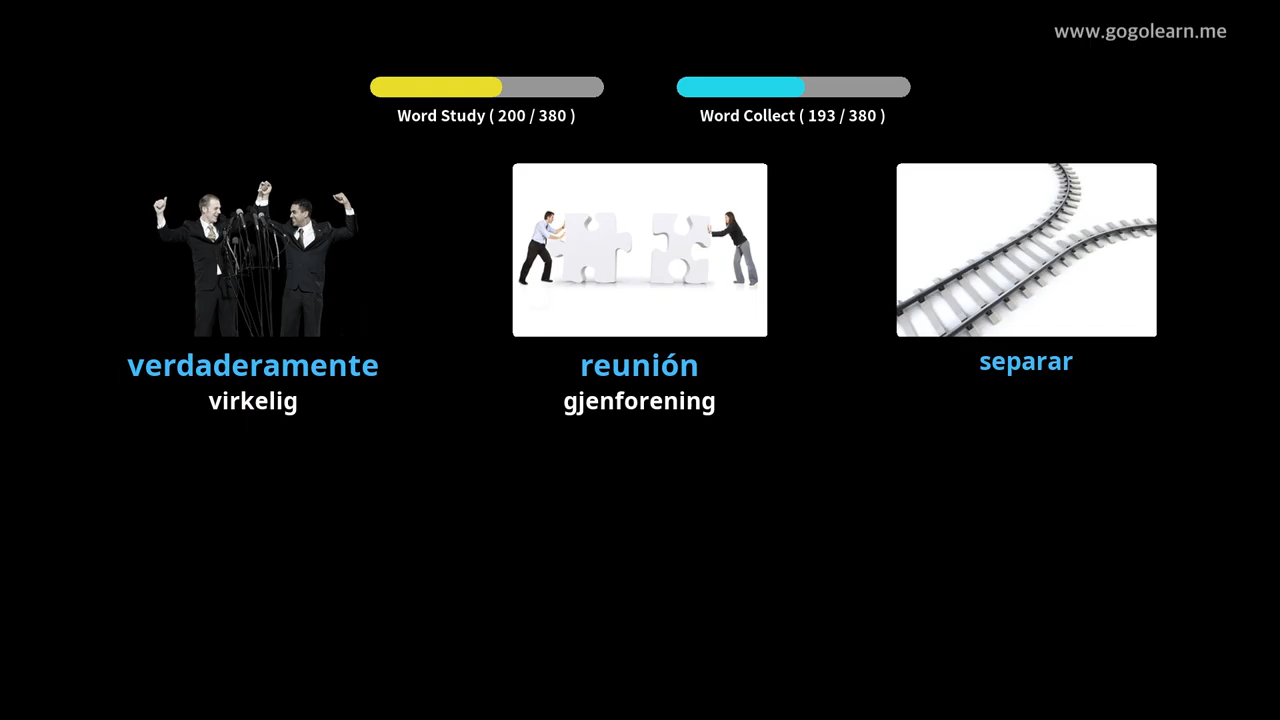 www.gogolearn.me
Word Study ( 200 / 380 )
Word Collect ( 193 / 380 )
verdaderamente
virkelig
reunión
gjenforening
separar